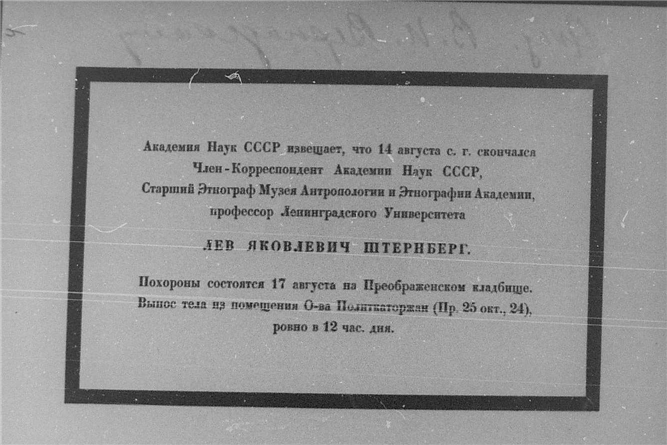 Академия Наук СССР извещает, что 14 августа с. г. скончался
Член-Корреспондент Академии Наук СССР,
Старший Этнограф Музея Антропологии и Этнографии Академии,
профессор Ленинградского Университета
ЛЕВ ЯКОВЛЕВИЧ ШТЕРНБЕРГ.
Похороны состоятся 17 августа на Преображенском кладбище.
Вынос тела из помещения О-ва Политкаторжан (Пр. 25 окт., 24),
ровно в 12 час. дня.